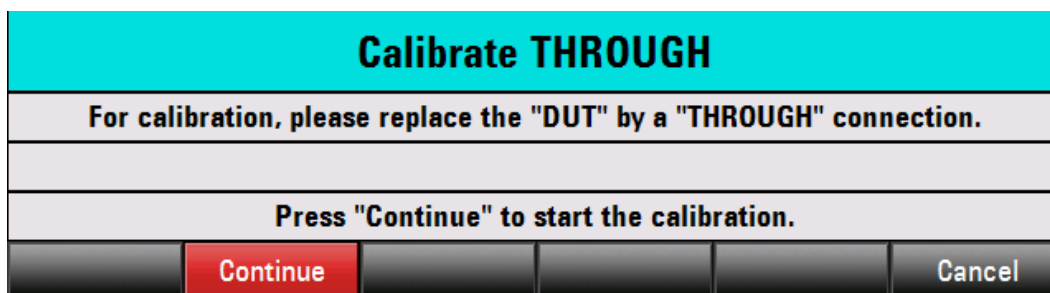 Calibrate THROUGH
For calibration, please replace the "DUT" by a "THROUGH" connection.
Press "Continue" to start the calibration.
Continue Cancel